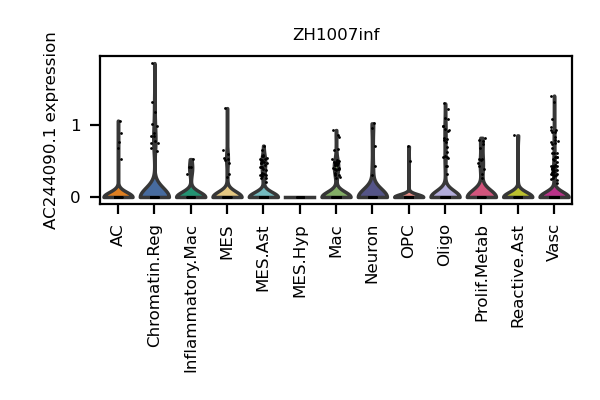 ZH1007inf
AC244090.1 expression
1
0
AC
Chromatin.Reg
Inflammatory.Mac
MES
MES.Ast
MES.Hyp
Mac
Neuron
OPC
Oligo
Prolif.Metab
Reactive.Ast
Vasc